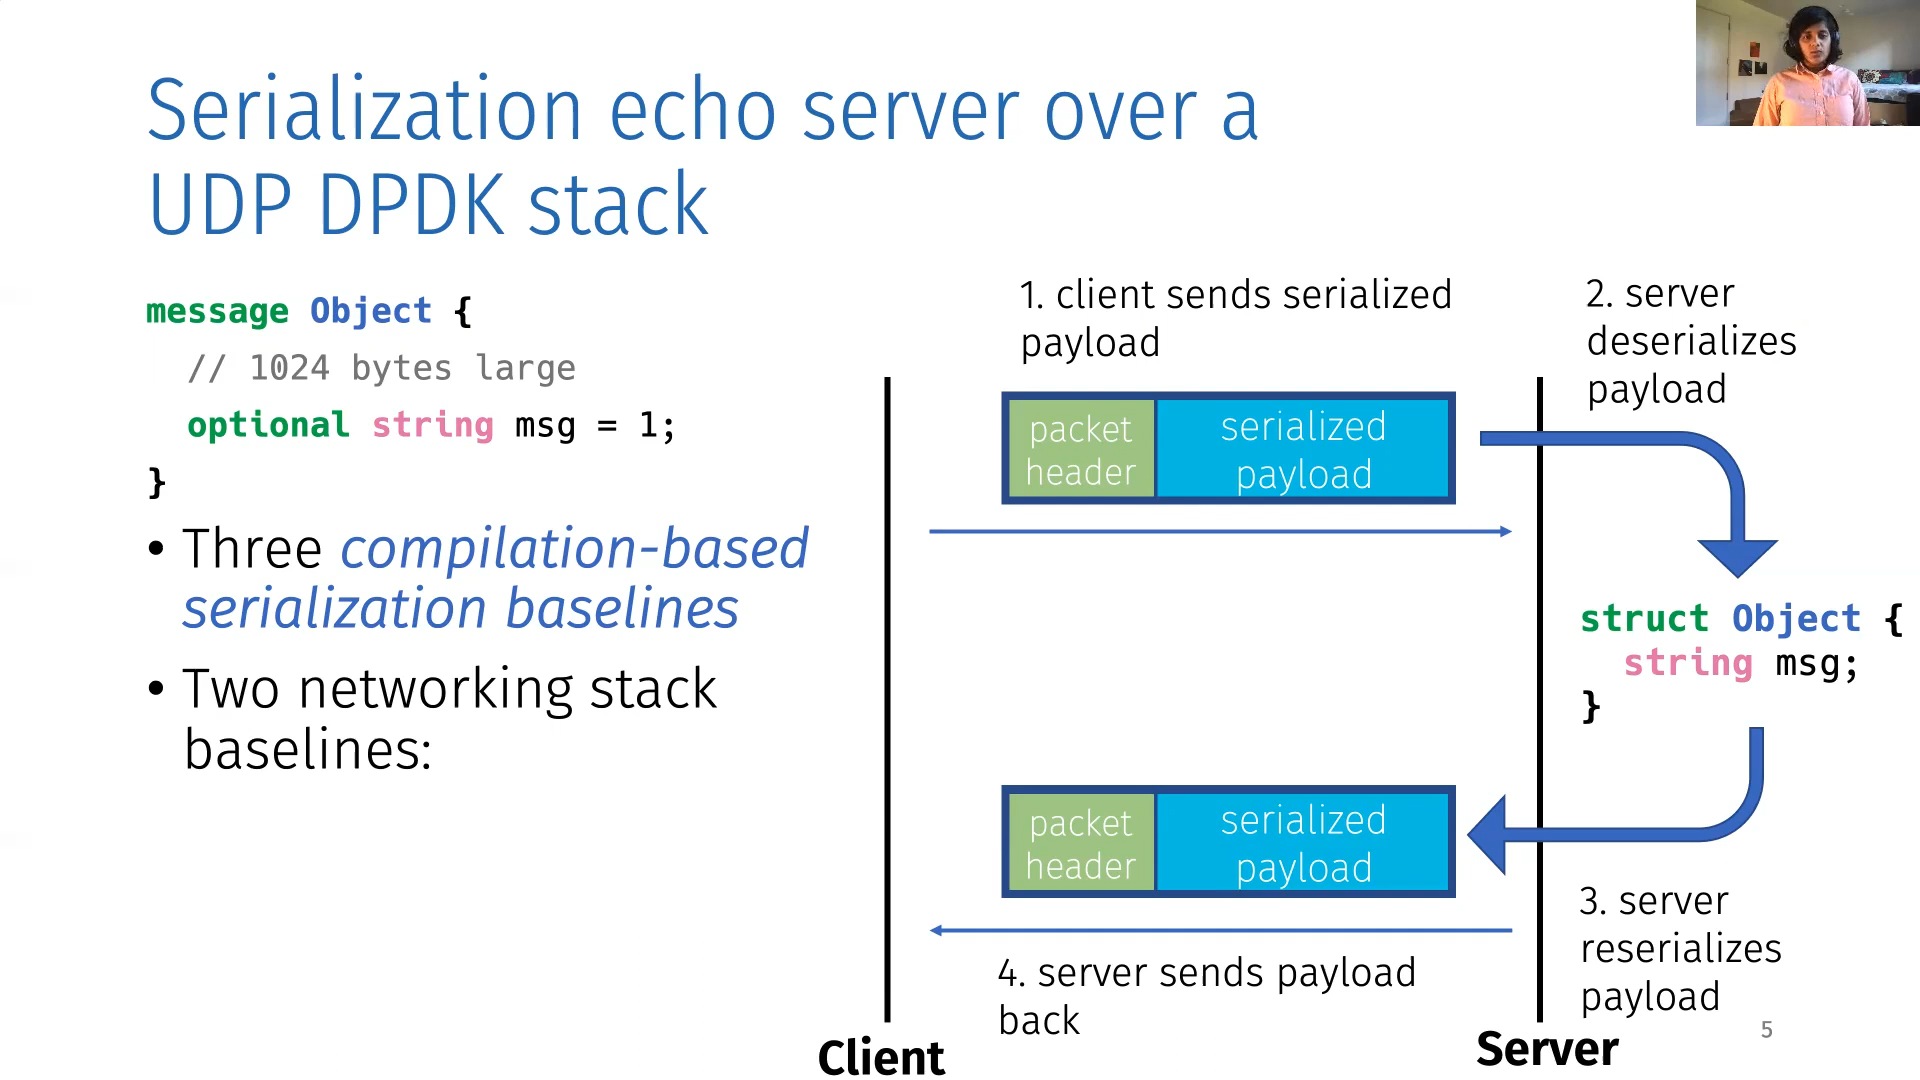 Serialization echo server over a
UDP DPDK stack
message Object {
// 1024 bytes large
optional string msg = 1;
}
• Three compilation-based
serialization baselines
• Two networking stack
baselines:
1. client sends serialized
payload
packet
header
serialized
payload
2. server
deserializes
payload
struct Object {
string msg;
}
packet
header
serialized
payload
3. server
reserializes
payload
4. server sends payload
back
Client
Server
5